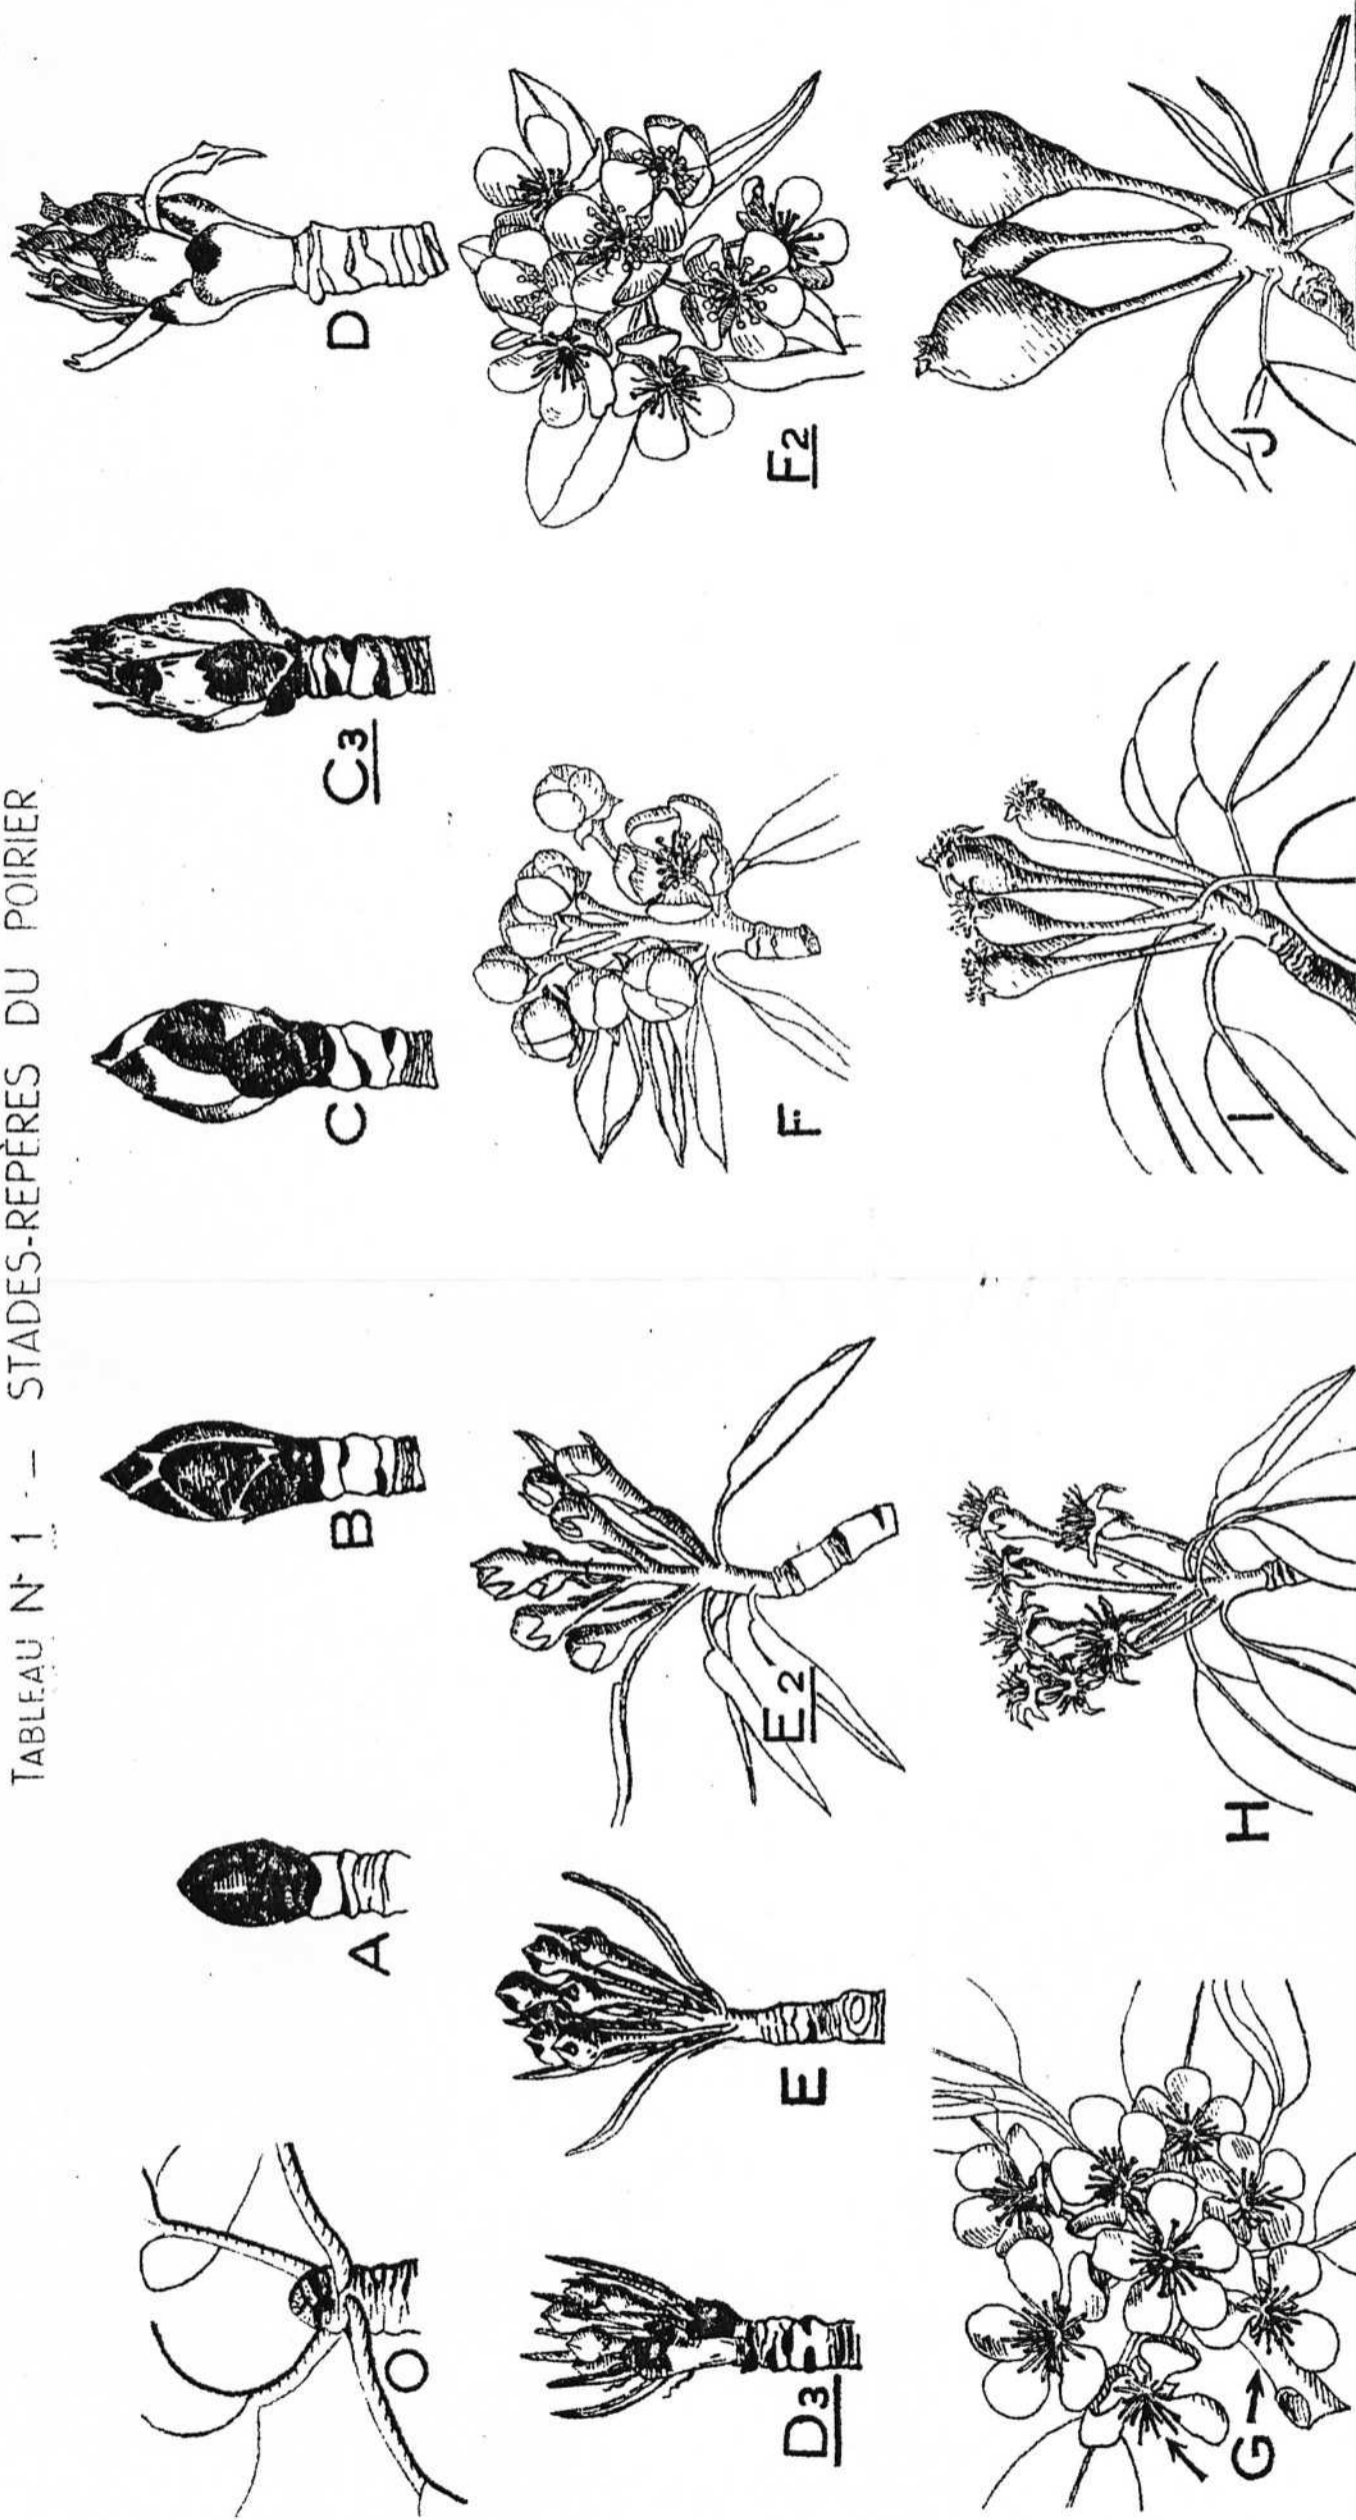 TABLEAU N° 1 - — STADES-REPÈRES DU POIRIER
O
A
B
C
C3
D
D3
E
E2
F
F2
G
H
I
J